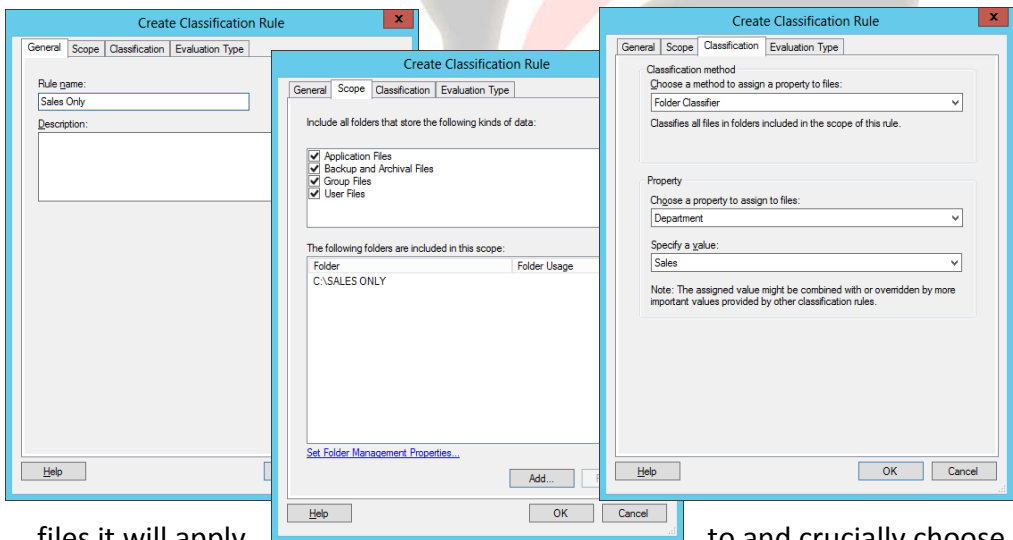 Create Classification Rule
x
General Scope Classification Evaluation Type
Rule name:
Sales Only
Description:
Help
Create Classification Rule
General Scope Classification Evaluation Type
Include all folders that store the following kinds of data:
Application Files
Backup and Archival Files
Group Files
User Files
The following folders are included in this scope:
Folder Folder Usage
C:\SALES ONLY
Set Folder Management Properties...
Add...
Help OK Cancel
Create Classification Rule
x
General Scope Classification Evaluation Type
Classification method
Choose a method to assign a property to files:
Folder Classifier
Classifies all files in folders included in the scope of this rule.
Property
Choose a property to assign to files:
Department
Specify a value:
Sales
Note: The assigned value might be combined with or overridden by more
important values provided by other classification rules.
Help OK Cancel
files it will apply to and crucially choose